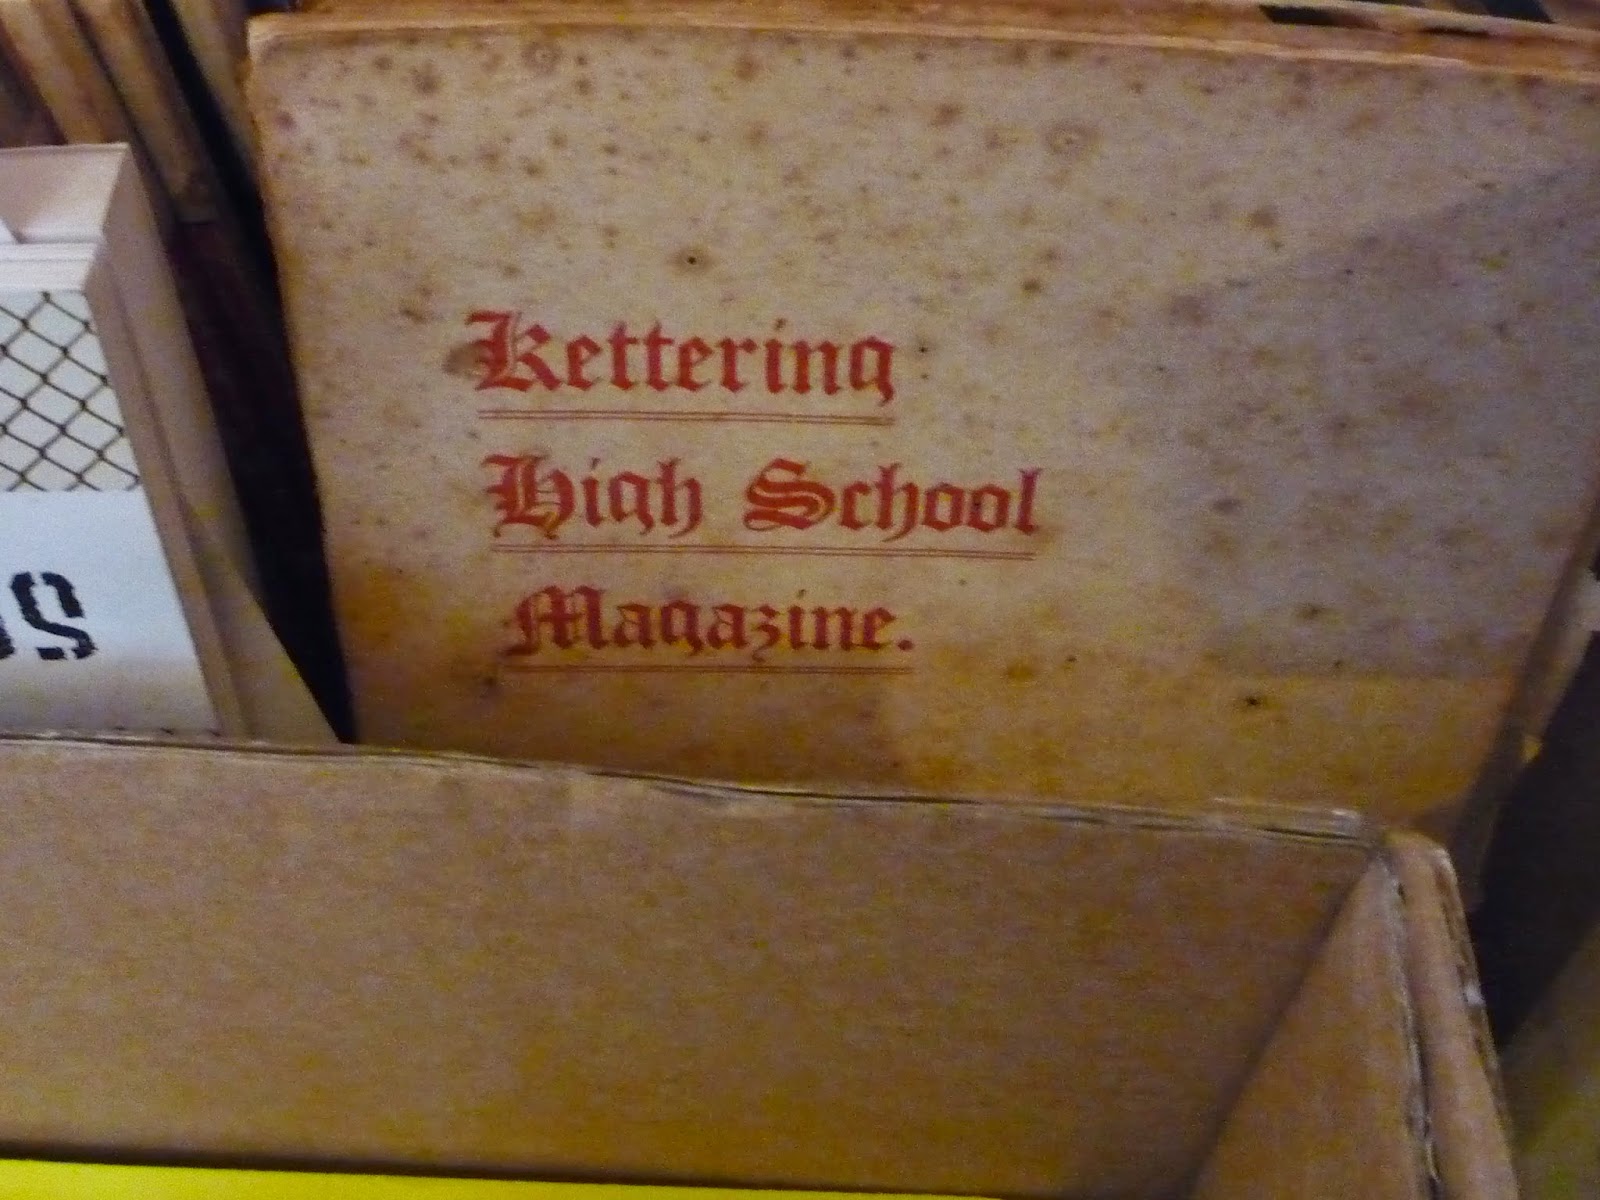 Kettering
High School
Magazine.